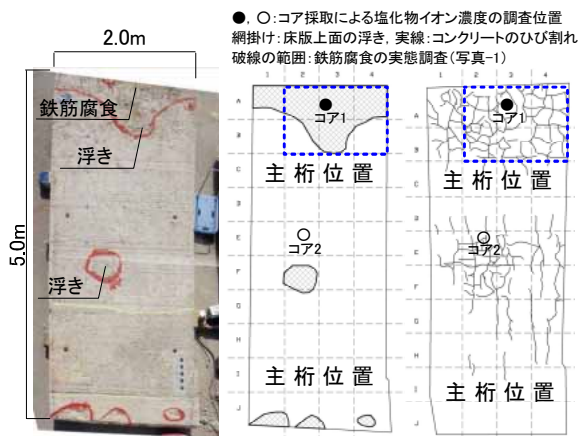 ●, ○:コア採取による塩化物イオン濃度の調査位置
網掛け:床版上面の浮き, 実線:コンクリートのひび割れ
破線の範囲:鉄筋腐食の実態調査(写真-1)
2.0m
5.0m
鉄筋腐食
浮き
浮き
1 2 3 4
A
B
C
D
E
F
G
H
I
J
コア1
主桁位置
コア2
主桁位置
1 2 3 4
A
B
C
D
E
F
G
H
I
J
コア1
主桁位置
コア2
主桁位置